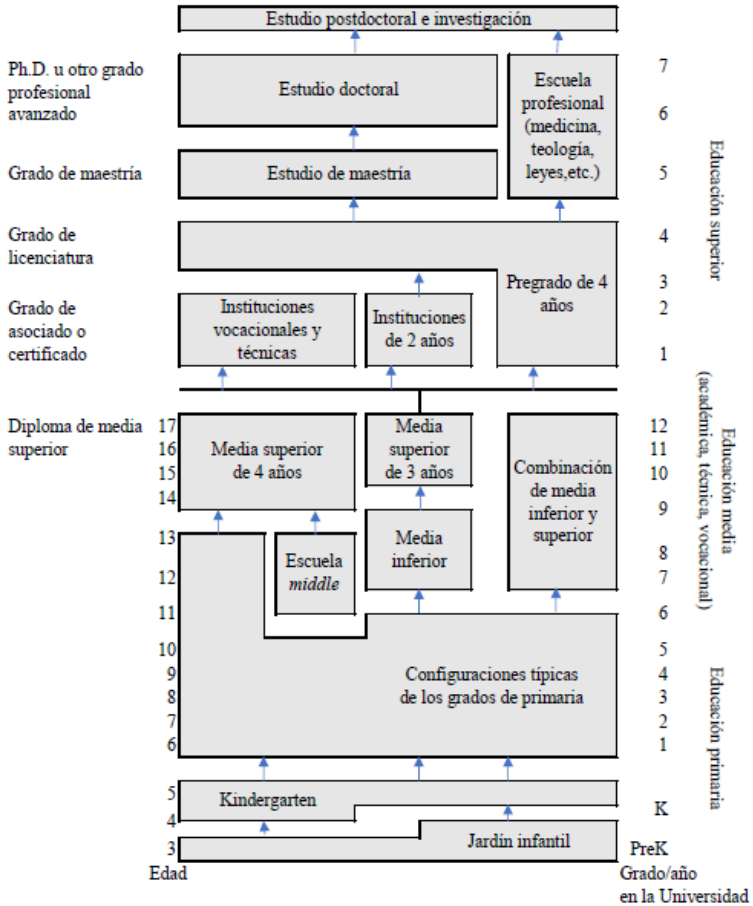 Estudio postdoctoral e investigación
Ph.D. u otro grado
profesional
avanzado
Estudio doctoral
Escuela
profesional
(medicina,
teología,
leyes,etc.)
7
6
Grado de maestría
Estudio de maestría
5
Educación superior
Grado de
licenciatura
4
3
Pregrado de 4
años
Grado de
asociado o
certificado
Instituciones
vocacionales y
técnicas
Instituciones
de 2 años
2
1
Diploma de media
superior
17
16
15
14
Media superior
de 4 años
Media
superior
de 3 años
Combinación
de media
inferior y
superior
12
11
10
9
Educación media
(académica, técnica, vocacional)
13
12
11
Escuela
middle
Media
inferior
8
7
6
10
9
8
7
6
Configuraciones típicas
de los grados de primaria
5
4
3
2
1
Educación primaria
5
4
Kindergarten
K
3
Jardín infantil
PreK
Edad
Grado/año
en la Universidad